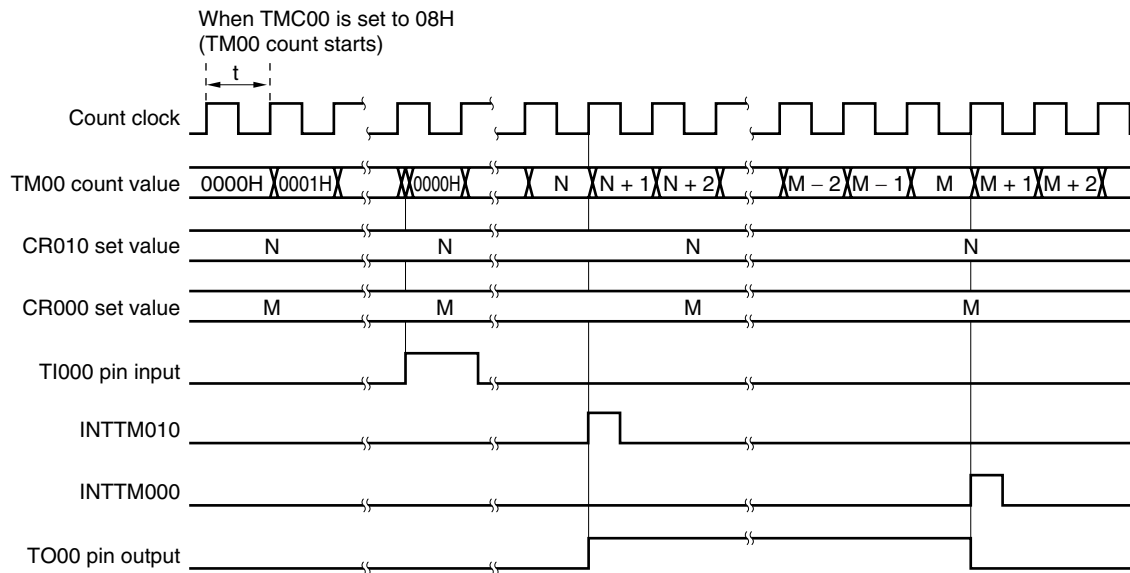 When TMC00 is set to 08H
(TM00 count starts)
t
Count clock
TM00 count value 0000H 0001H 0000H N N + 1 N + 2 M − 2 M − 1 M M + 1 M + 2
CR010 set value N N N N
CR000 set value M M M M
TI000 pin input
INTTM010
INTTM000
TO00 pin output